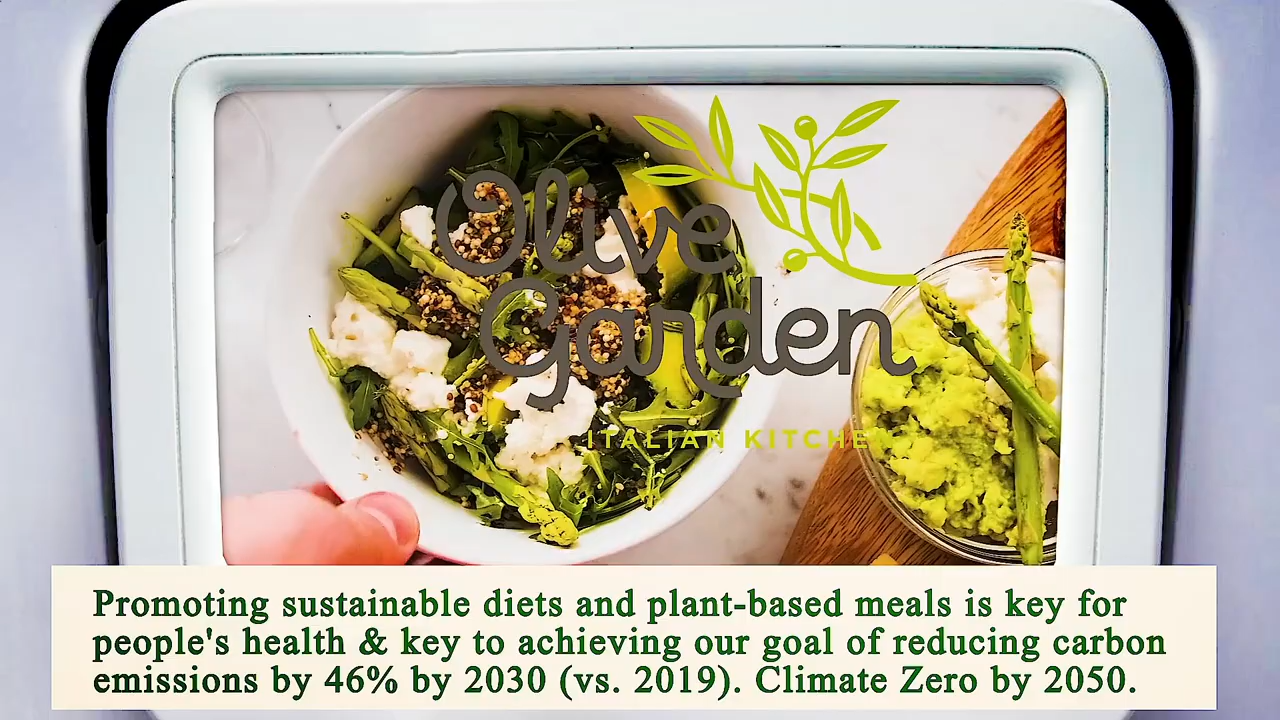 Olive
Garden
ITALIAN KITCHEN
Promoting sustainable diets and plant-based meals is key for
people's health & key to achieving our goal of reducing carbon
emissions by 46% by 2030 (vs. 2019). Climate Zero by 2050.